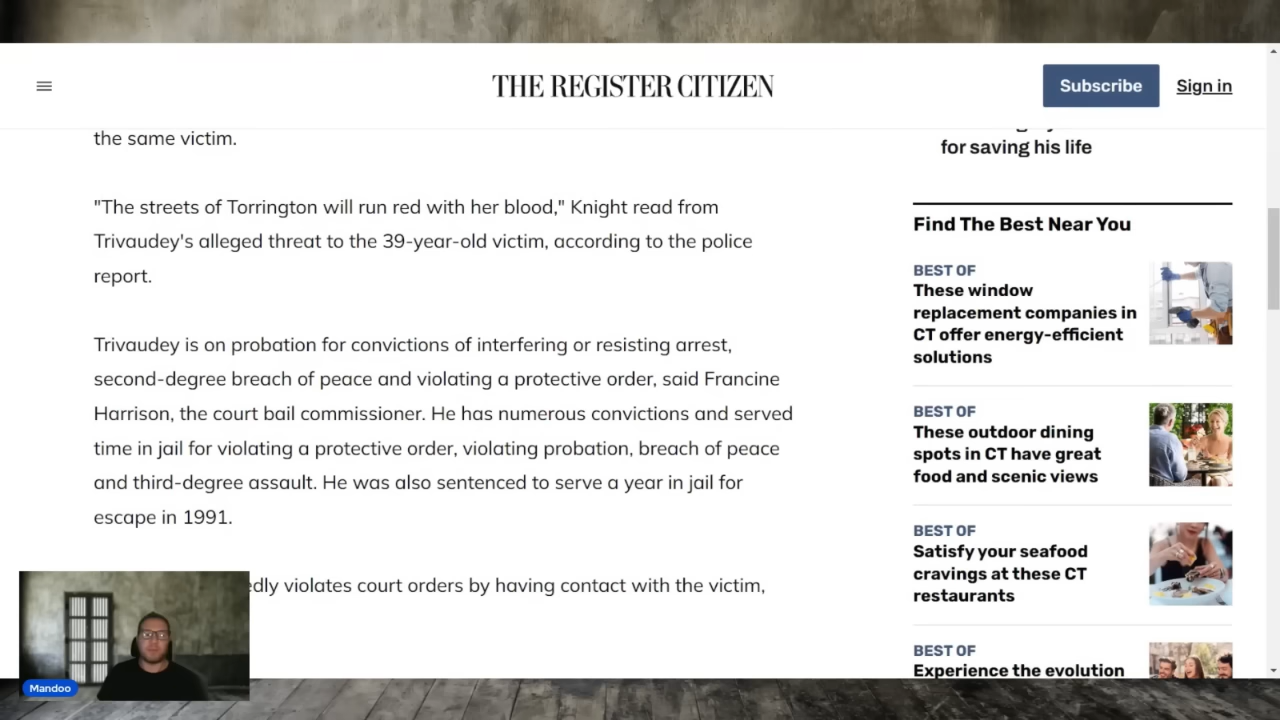 THE REGISTER CITIZEN
Subscribe
Sign in
the same victim.
"The streets of Torrington will run red with her blood," Knight read from
Trivaudey's alleged threat to the 39-year-old victim, according to the police
report.
Trivaudey is on probation for convictions of interfering or resisting arrest,
second-degree breach of peace and violating a protective order, said Francine
Harrison, the court bail commissioner. He has numerous convictions and served
time in jail for violating a protective order, violating probation, breach of peace
and third-degree assault. He was also sentenced to serve a year in jail for
escape in 1991.
edly violates court orders by having contact with the victim,
for saving his life
Find The Best Near You
BEST OF
These window
replacement companies in
CT offer energy-efficient
solutions
BEST OF
These outdoor dining
spots in CT have great
food and scenic views
BEST OF
Satisfy your seafood
cravings at these CT
restaurants
BEST OF
Experience the evolution
Mandoo